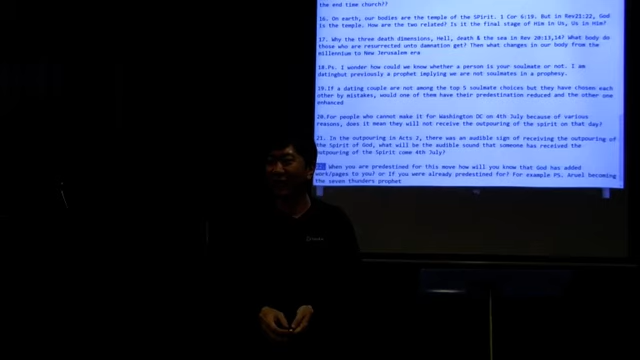 the end time church??
16. On earth, our bodies are the temple of the SPirit. 1 Cor 6:19. But in Rev21:22, God
is the temple. How are the two related? Is it the final stage of Him in Us, Us in Him?
17. Why the three death dimensions, Hell, death & the sea in Rev 20:13,14? What body do
those who are resurrected unto damnation get? Then what changes in our body from the
millennium to New Jerusalem era
18.Ps. I wonder how could we know whether a person is your soulmate or not. I am
datingbut previously a prophet implying we are not soulmates in a prophesy.
19.If a dating couple are not among the top 5 soulmate choices but they have chosen each
other by mistakes, would one of them have their predestination reduced and the other one
enhanced
20.For people who cannot make it for Washington DC on 4th July because of various
reasons, does it mean they will not receive the outpouring of the spirit on that day?
21. In the outpouring in Acts 2, there was an audible sign of receiving the outpouring of
the Spirit of God, what will be the audible sound that someone has received the
outpouring of the Spirit come 4th July?
When you are predestined for this move how will you know that God has added
work/pages to you? or If you were already predestined for? For example PS. Aruel becoming
the seven thunders prophet